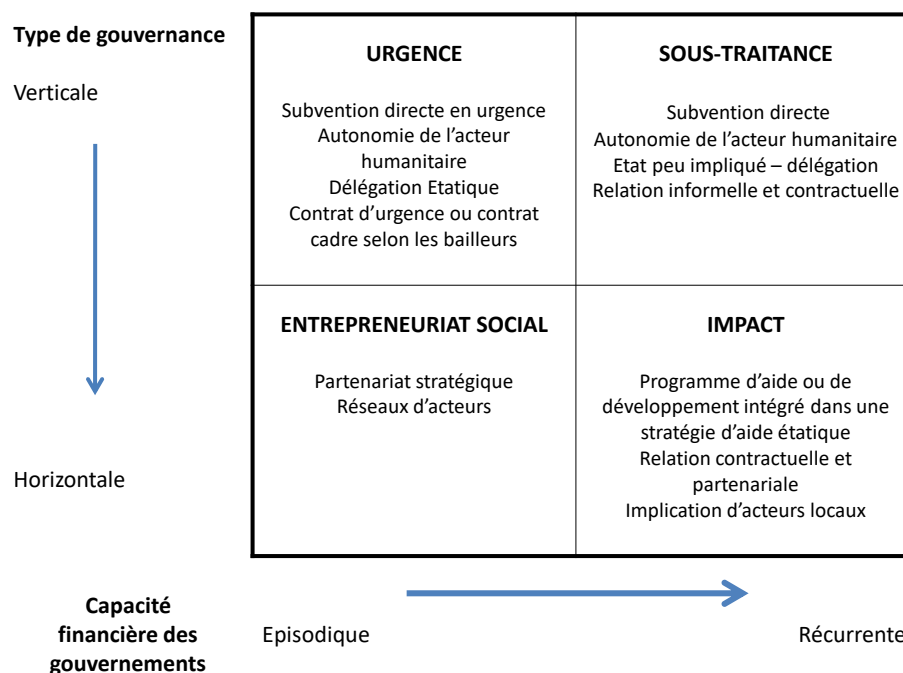 Type de gouvernance
Verticale
URGENCE
Subvention directe en urgence
Autonomie de l'acteur
humanitaire
Délégation Etatique
Contrat d'urgence ou contrat
cadre selon les bailleurs
SOUS-TRAITANCE
Subvention directe
Autonomie de l'acteur humanitaire
Etat peu impliqué – délégation
Relation informelle et contractuelle
ENTREPRENEURIAT SOCIAL
Partenariat stratégique
Réseaux d'acteurs
IMPACT
Programme d'aide ou de
développement intégré dans une
stratégie d'aide étatique
Relation contractuelle et
partenariale
Implication d'acteurs locaux
Horizontale
Capacité
financière des
gouvernements
Episodique
Récurrente